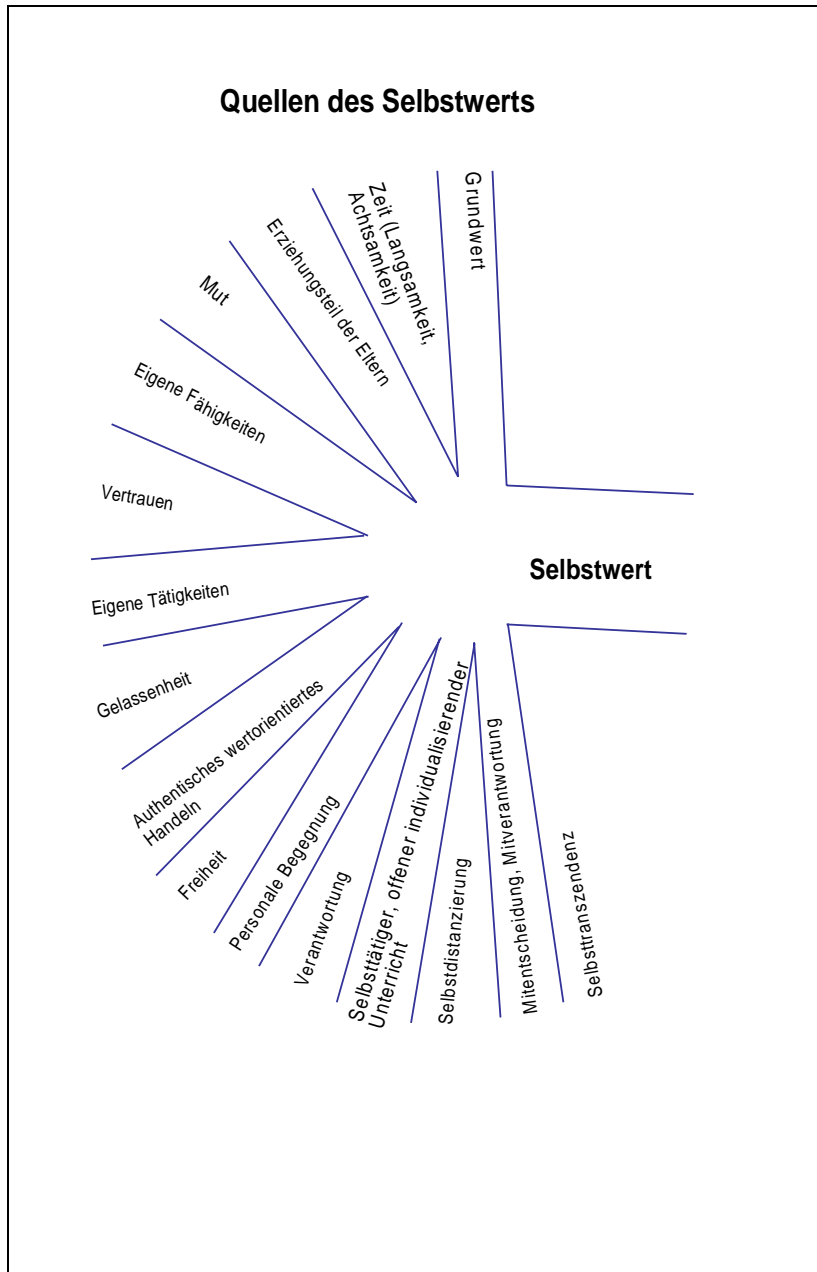 Quellen des Selbstwerts
Grundwert
Zeit (Langsamkeit,
Achtsamkeit)
Erziehungsteil der Eltern
Mut
Eigene Fähigkeiten
Vertrauen
Eigene Tätigkeiten
Gelassenheit
Authentisches wertorientiertes
Handeln
Freiheit
Personale Begegnung
Verantwortung
Selbsttätiger, offener individualisierender
Unterricht
Selbstdistanzierung
Mitentscheidung, Mitverantwortung
Selbsttranszendenz
Selbstwert